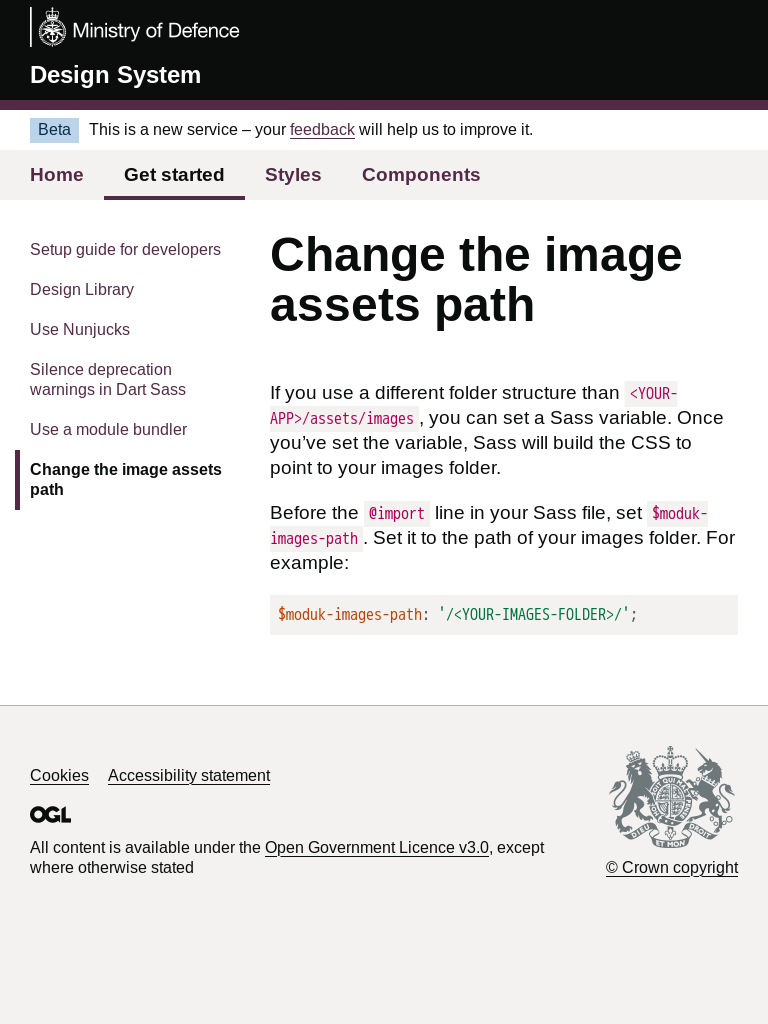 Ministry of Defence
Design System
Beta This is a new service – your feedback will help us to improve it.
Home Get started Styles Components
Setup guide for developers
Design Library
Use Nunjucks
Silence deprecation
warnings in Dart Sass
Use a module bundler
Change the image assets
path
Change the image
assets path
If you use a different folder structure than <YOUR-
APP>/assets/images, you can set a Sass variable. Once
you’ve set the variable, Sass will build the CSS to
point to your images folder.
Before the @import line in your Sass file, set $moduk-
images-path. Set it to the path of your images folder. For
example:
$moduk-images-path: '/<YOUR-IMAGES-FOLDER>/';
Cookies Accessibility statement
OGL
All content is available under the Open Government Licence v3.0, except
where otherwise stated
DIEU ET MON DROIT
© Crown copyright